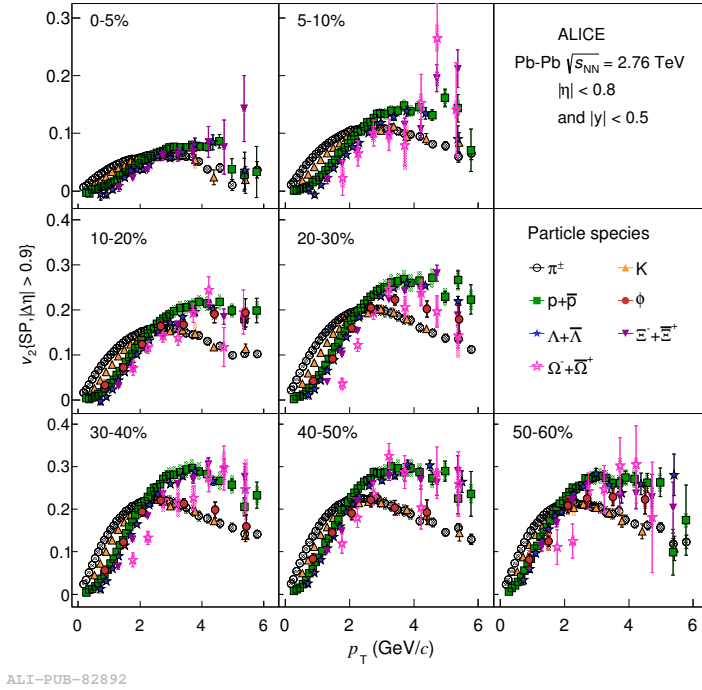 0-5%
5-10%
ALICE
Pb-Pb √sNN = 2.76 TeV
|η| < 0.8
and |y| < 0.5
0.3
0.2
0.1
0
10-20%
20-30%
Particle species
π±
K
p+p̅
ϕ
Λ+Λ̅
Ξ⁻+Ξ̅⁺
Ω⁻+Ω̅⁺
0.4
0.3
0.2
0.1
0
v2{SP, |Δη| > 0.9}
30-40%
40-50%
50-60%
0.4
0.3
0.2
0.1
0
0 2 4 6
0 2 4 6
0 2 4 6
pT (GeV/c)
ALI-PUB-82892